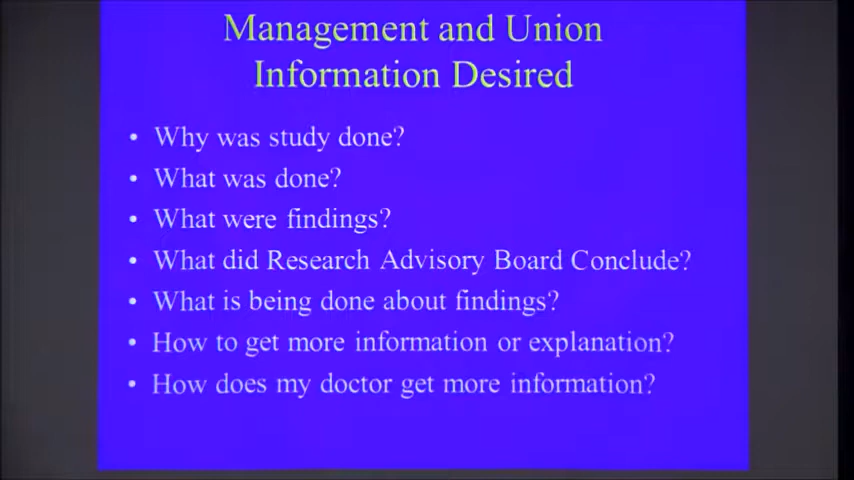 Management and Union
Information Desired
• Why was study done?
• What was done?
• What were findings?
• What did Research Advisory Board Conclude?
• What is being done about findings?
• How to get more information or explanation?
• How does my doctor get more information?